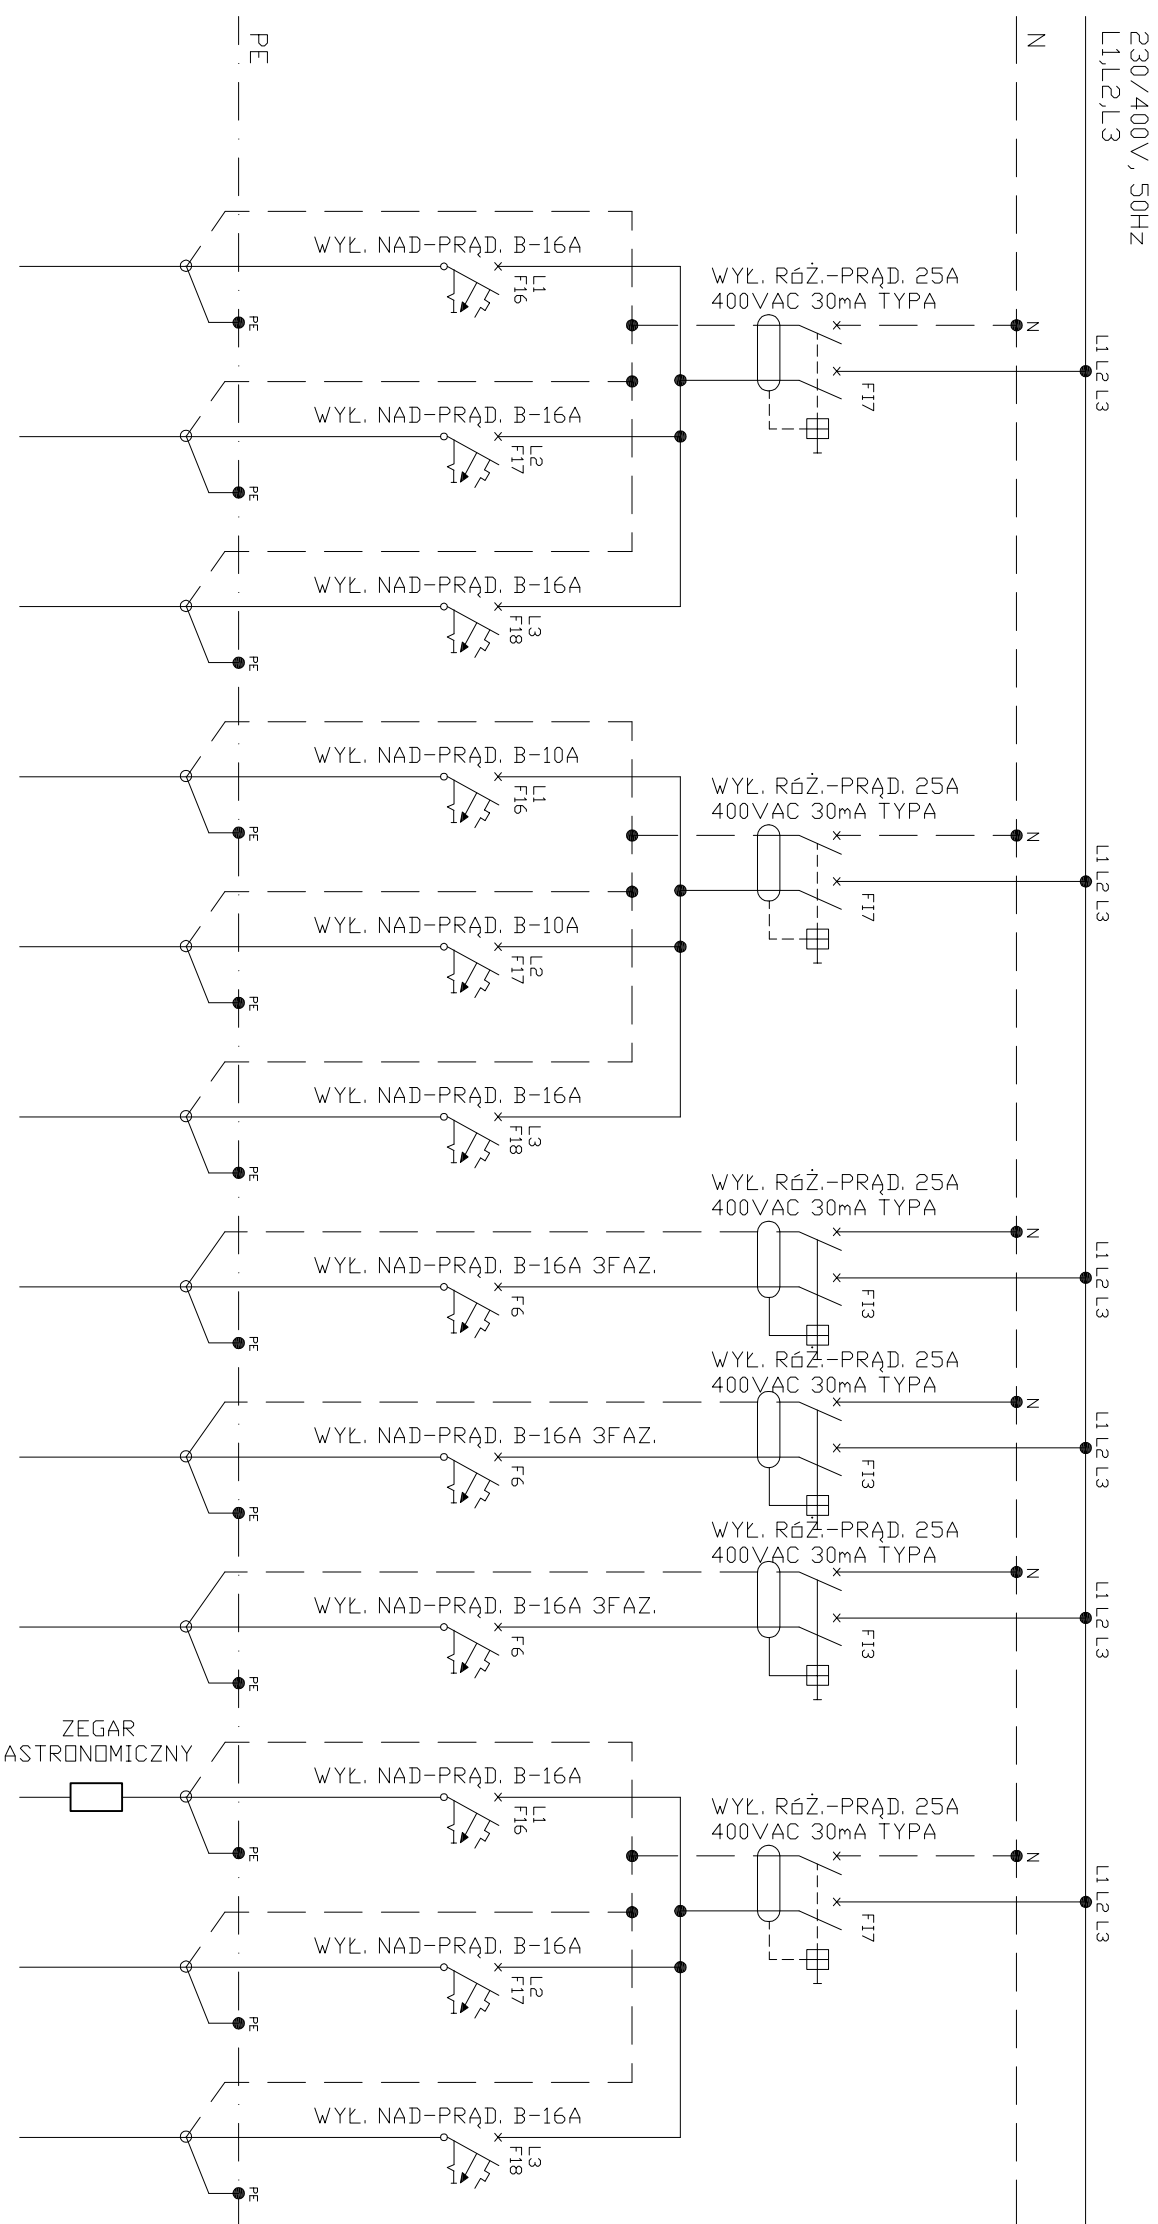 230/400V, 50Hz
L1,L2,L3
N
PE
WYŁ. NAD-PRĄD. B-16A
L1
F16
PE
WYŁ. RóŻ.-PRĄD. 25A
400VAC 30mA TYPA
N
L1 L2 L3
FI7
WYŁ. NAD-PRĄD. B-16A
L2
F17
PE
WYŁ. NAD-PRĄD. B-16A
L3
F18
PE
WYŁ. NAD-PRĄD. B-10A
L1
F16
PE
WYŁ. RóŻ.-PRĄD. 25A
400VAC 30mA TYPA
N
L1 L2 L3
FI7
WYŁ. NAD-PRĄD. B-10A
L2
F17
PE
WYŁ. NAD-PRĄD. B-16A
L3
F18
PE
WYŁ. RóŻ.-PRĄD. 25A
400VAC 30mA TYPA
N
L1 L2 L3
FI3
WYŁ. NAD-PRĄD. B-16A 3FAZ.
F6
PE
WYŁ. RóŻ.-PRĄD. 25A
400VAC 30mA TYPA
N
L1 L2 L3
FI3
WYŁ. NAD-PRĄD. B-16A 3FAZ.
F6
PE
WYŁ. RóŻ.-PRĄD. 25A
400VAC 30mA TYPA
N
L1 L2 L3
FI3
WYŁ. NAD-PRĄD. B-16A 3FAZ.
F6
PE
ZEGAR
ASTRONOMICZNY
WYŁ. NAD-PRĄD. B-16A
L1
F16
PE
WYŁ. RóŻ.-PRĄD. 25A
400VAC 30mA TYPA
N
L1 L2 L3
FI7
WYŁ. NAD-PRĄD. B-16A
L2
F17
PE
WYŁ. NAD-PRĄD. B-16A
L3
F18
PE